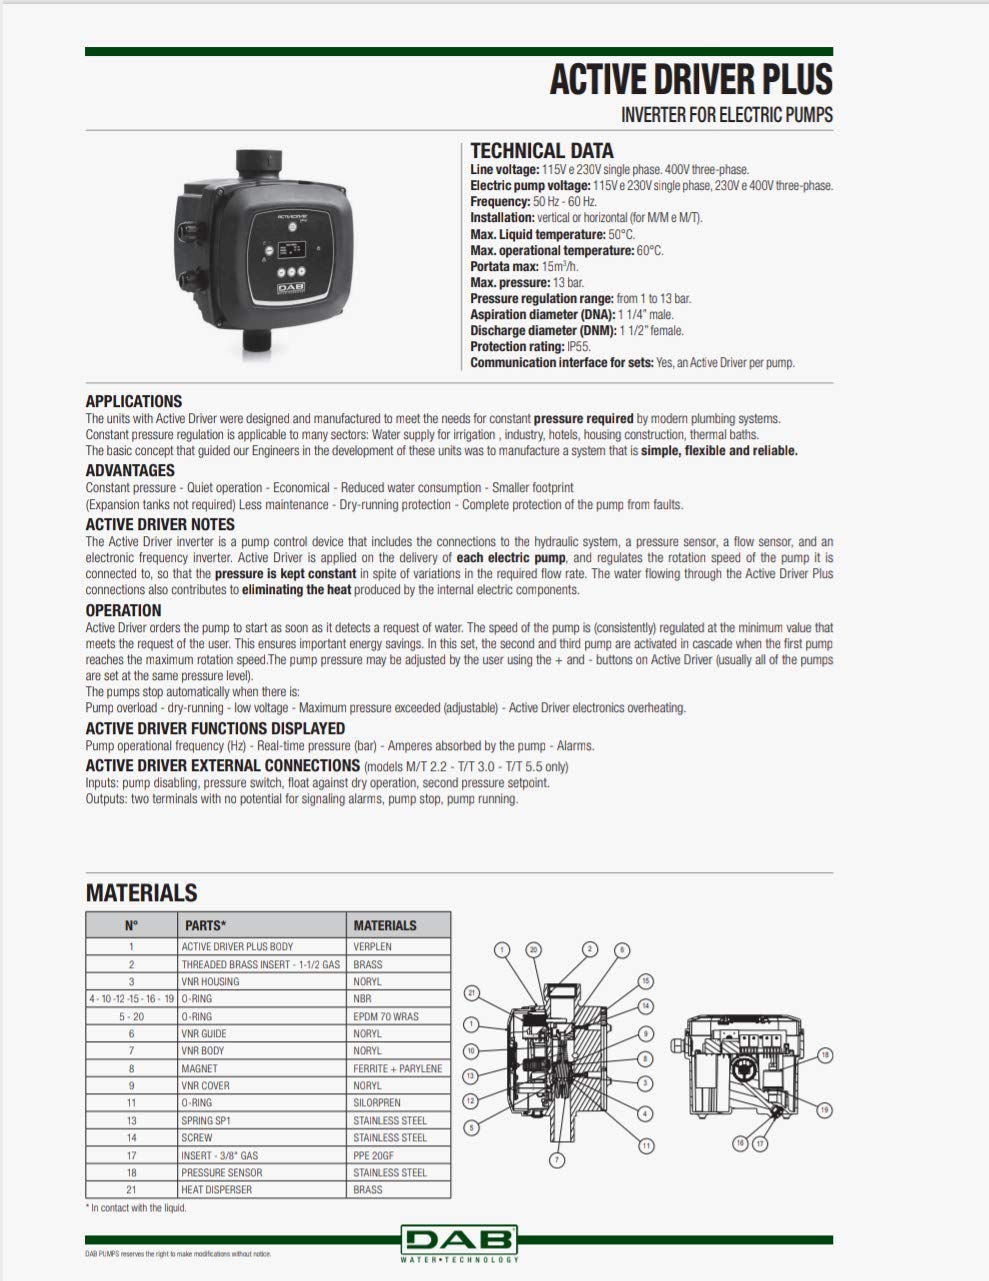 ACTIVE DRIVER PLUS
INVERTER FOR ELECTRIC PUMPS
TECHNICAL DATA
Line voltage: 115V e 230V single phase. 400V three-phase.
Electric pump voltage: 115V e 230V single phase, 230V e 400V three-phase.
Frequency: 50 Hz - 60 Hz.
Installation: vertical or horizontal (for M/M e M/T).
Max. Liquid temperature: 50°C.
Max. operational temperature: 60°C.
Portata max: 15m³/h.
Max. pressure: 13 bar.
Pressure regulation range: from 1 to 13 bar.
Aspiration diameter (DNA): 1 1/4” male.
Discharge diameter (DNM): 1 1/2” female.
Protection rating: IP55.
Communication interface for sets: Yes, an Active Driver per pump.
DAB
APPLICATIONS
The units with Active Driver were designed and manufactured to meet the needs for constant pressure required by modern plumbing systems.
Constant pressure regulation is applicable to many sectors: Water supply for irrigation , industry, hotels, housing construction, thermal baths.
The basic concept that guided our Engineers in the development of these units was to manufacture a system that is simple, flexible and reliable.
ADVANTAGES
Constant pressure - Quiet operation - Economical - Reduced water consumption - Smaller footprint
(Expansion tanks not required) Less maintenance - Dry-running protection - Complete protection of the pump from faults.
ACTIVE DRIVER NOTES
The Active Driver inverter is a pump control device that includes the connections to the hydraulic system, a pressure sensor, a flow sensor, and an
electronic frequency inverter. Active Driver is applied on the delivery of each electric pump, and regulates the rotation speed of the pump it is
connected to, so that the pressure is kept constant in spite of variations in the required flow rate. The water flowing through the Active Driver Plus
connections also contributes to eliminating the heat produced by the internal electric components.
OPERATION
Active Driver orders the pump to start as soon as it detects a request of water. The speed of the pump is (consistently) regulated at the minimum value that
meets the request of the user. This ensures important energy savings. In this set, the second and third pump are activated in cascade when the first pump
reaches the maximum rotation speed.The pump pressure may be adjusted by the user using the + and - buttons on Active Driver (usually all of the pumps
are set at the same pressure level).
The pumps stop automatically when there is:
Pump overload - dry-running - low voltage - Maximum pressure exceeded (adjustable) - Active Driver electronics overheating.
ACTIVE DRIVER FUNCTIONS DISPLAYED
Pump operational frequency (Hz) - Real-time pressure (bar) - Amperes absorbed by the pump - Alarms.
ACTIVE DRIVER EXTERNAL CONNECTIONS (models M/T 2.2 - T/T 3.0 - T/T 5.5 only)
Inputs: pump disabling, pressure switch, float against dry operation, second pressure setpoint.
Outputs: two terminals with no potential for signaling alarms, pump stop, pump running.
MATERIALS
N° PARTS* MATERIALS
1 ACTIVE DRIVER PLUS BODY VERPLEN
2 THREADED BRASS INSERT - 1-1/2 GAS BRASS
3 VNR HOUSING NORYL
4 - 10 -12 -15 - 16 - 19 O-RING NBR
5 - 20 O-RING EPDM 70 WRAS
6 VNR GUIDE NORYL
7 VNR BODY NORYL
8 MAGNET FERRITE + PARYLENE
9 VNR COVER NORYL
11 O-RING SILORPREN
13 SPRING SP1 STAINLESS STEEL
14 SCREW STAINLESS STEEL
17 INSERT - 3/8" GAS PPE 20GF
18 PRESSURE SENSOR STAINLESS STEEL
21 HEAT DISPERSER BRASS
1 20 2 6
15
21
14
1
9
10
8
13
3
12
4
5
11
7
18
19
16 17
* In contact with the liquid.
DAB
WATER•TECHNOLOGY
DAB PUMPS reserves the right to make modifications without notice.